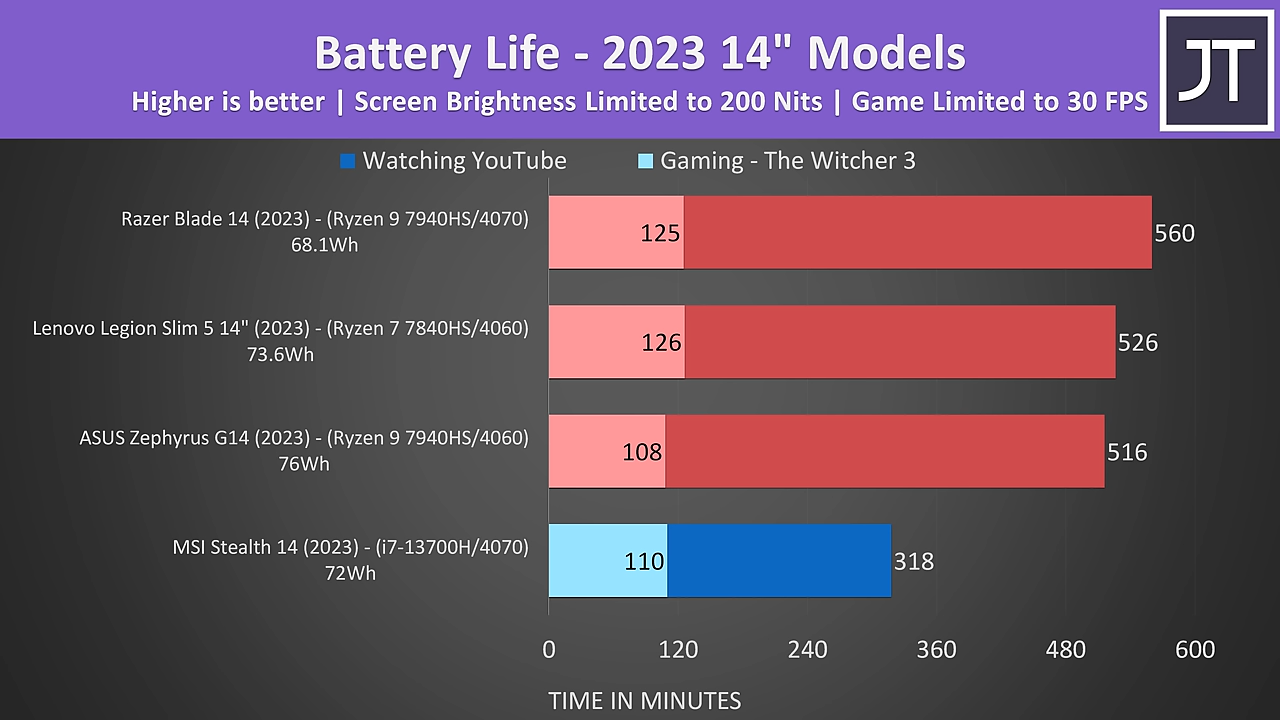 Battery Life - 2023 14" Models
Higher is better | Screen Brightness Limited to 200 Nits | Game Limited to 30 FPS
JT
Watching YouTube
Gaming - The Witcher 3
Razer Blade 14 (2023) - (Ryzen 9 7940HS/4070)
68.1Wh
125
560
Lenovo Legion Slim 5 14" (2023) - (Ryzen 7 7840HS/4060)
73.6Wh
126
526
ASUS Zephyrus G14 (2023) - (Ryzen 9 7940HS/4060)
76Wh
108
516
MSI Stealth 14 (2023) - (i7-13700H/4070)
72Wh
110
318
0 120 240 360 480 600
TIME IN MINUTES